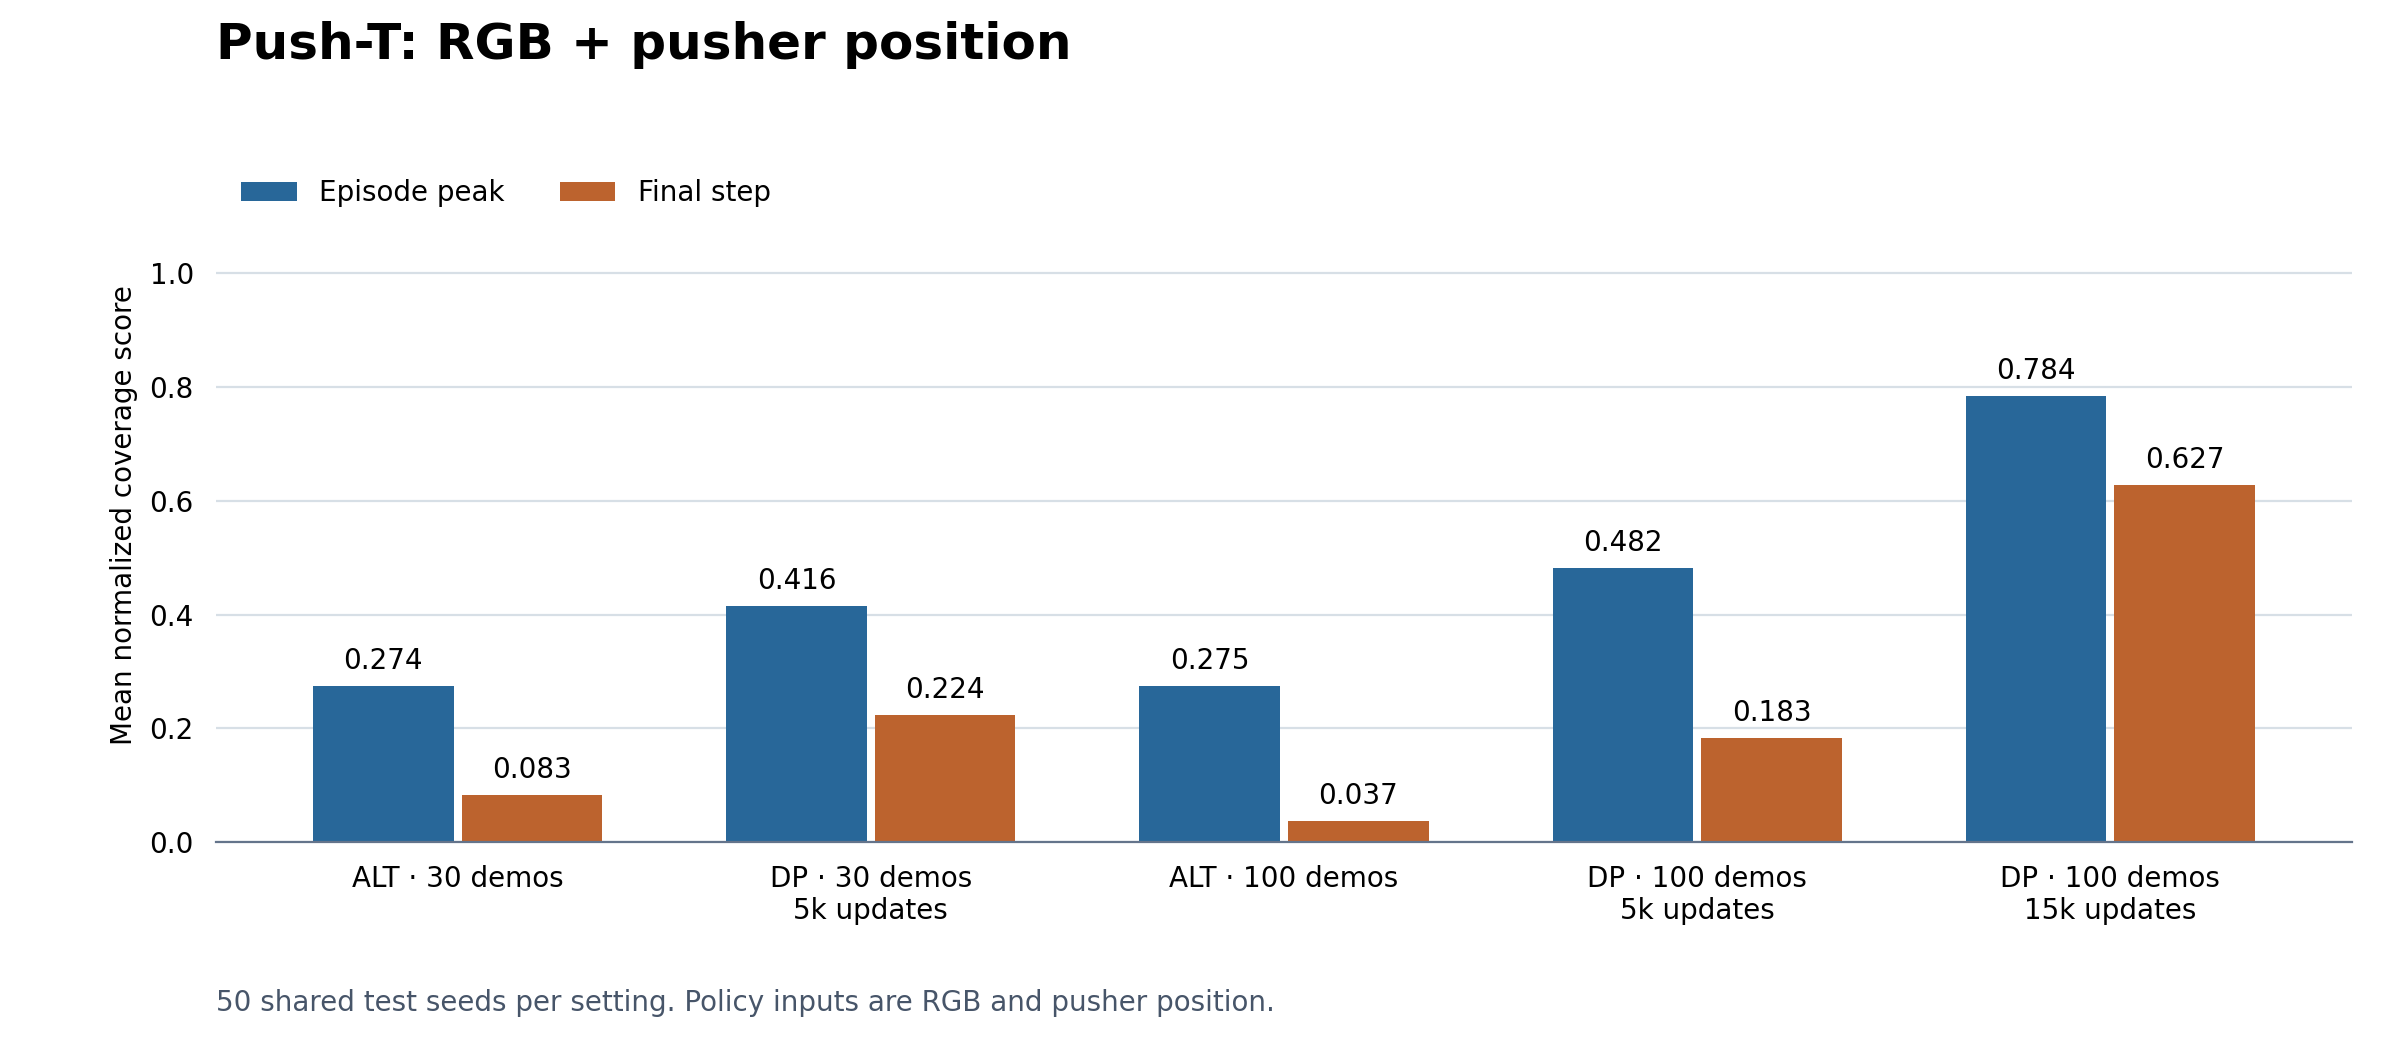 Push-T: RGB + pusher position
Episode peak
Final step
Mean normalized coverage score
1.0
0.8
0.6
0.4
0.2
0.0
0.274
0.083
0.416
0.224
0.275
0.037
0.482
0.183
0.784
0.627
ALT · 30 demos
DP · 30 demos
5k updates
ALT · 100 demos
DP · 100 demos
5k updates
DP · 100 demos
15k updates
50 shared test seeds per setting. Policy inputs are RGB and pusher position.